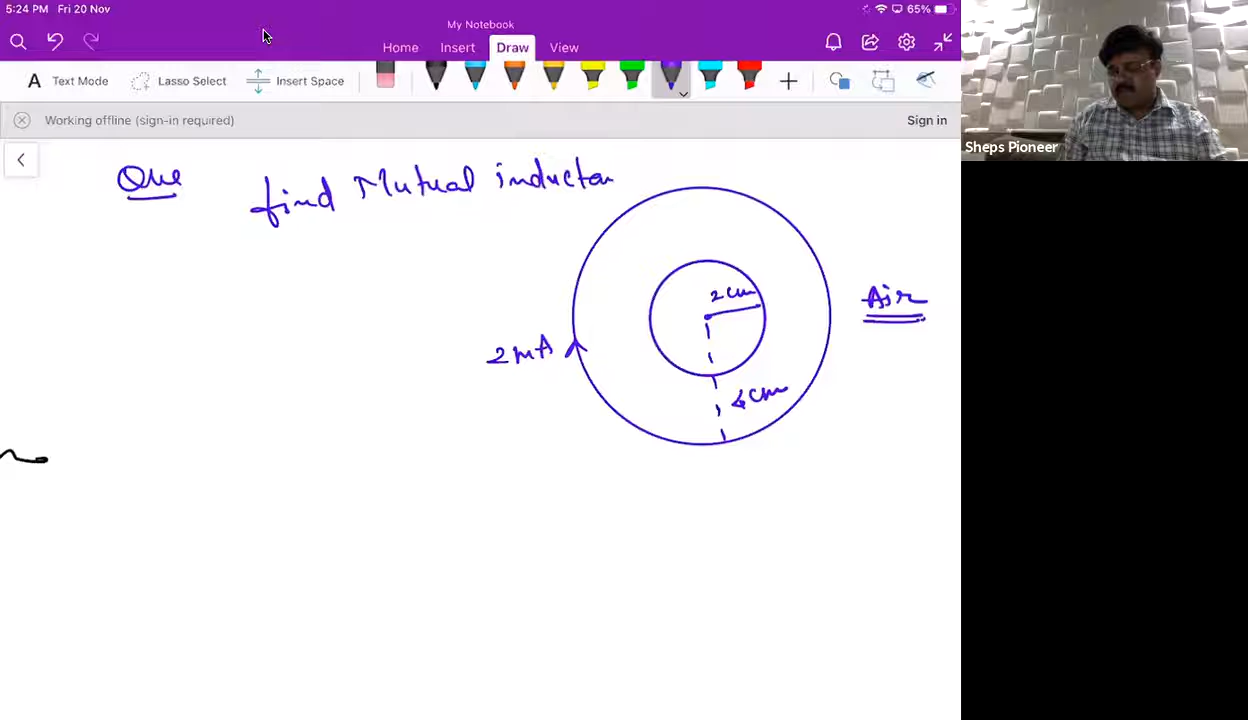 5:24 PM Fri 20 Nov
65%
My Notebook
Home Insert Draw View
A Text Mode Lasso Select Insert Space
Working offline (sign-in required)
Sign in
Sheps Pioneer
Que find Mutual inductan
2cm
Air
2mA
cm